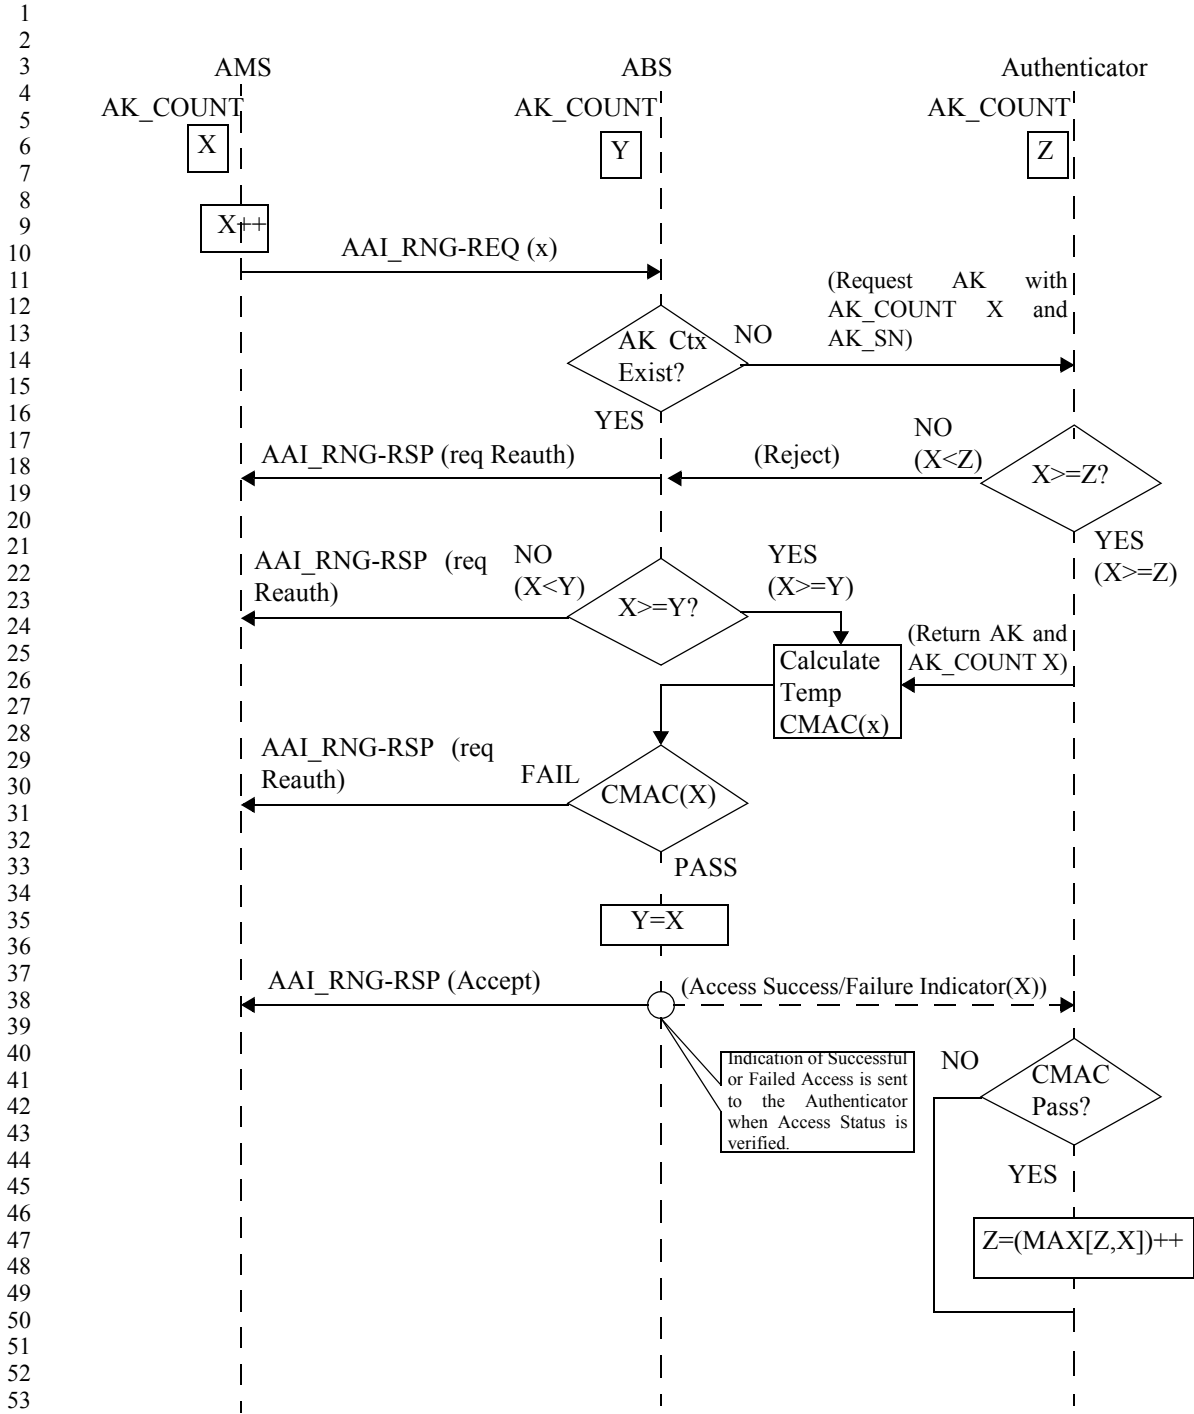 1
2
3
4
5
6
7
8
9
10
11
12
13
14
15
16
17
18
19
20
21
22
23
24
25
26
27
28
29
30
31
32
33
34
35
36
37
38
39
40
41
42
43
44
45
46
47
48
49
50
51
52
53
AMS
ABS
Authenticator
AK_COUNT
AK_COUNT
AK_COUNT
X
Y
Z
X++
AAI_RNG-REQ (x)
(Request AK with
AK_COUNT X and
AK_SN)
AK Ctx
Exist?
NO
YES
AAI_RNG-RSP (req Reauth)
(Reject)
NO
(X<Z)
X>=Z?
YES
(X>=Z)
AAI_RNG-RSP (req
Reauth)
NO
(X<Y)
X>=Y?
YES
(X>=Y)
(Return AK and
AK_COUNT X)
Calculate
Temp
CMAC(x)
AAI_RNG-RSP (req
Reauth)
FAIL
CMAC(X)
PASS
Y=X
AAI_RNG-RSP (Accept)
(Access Success/Failure Indicator(X))
Indication of Successful
or Failed Access is sent
to the Authenticator
when Access Status is
verified.
NO
CMAC
Pass?
YES
Z=(MAX[Z,X])++